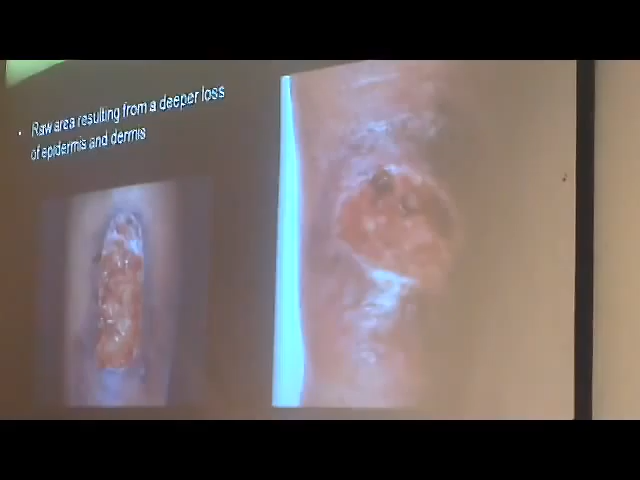 • Raw area resulting from a deeper loss
of epidermis and dermis